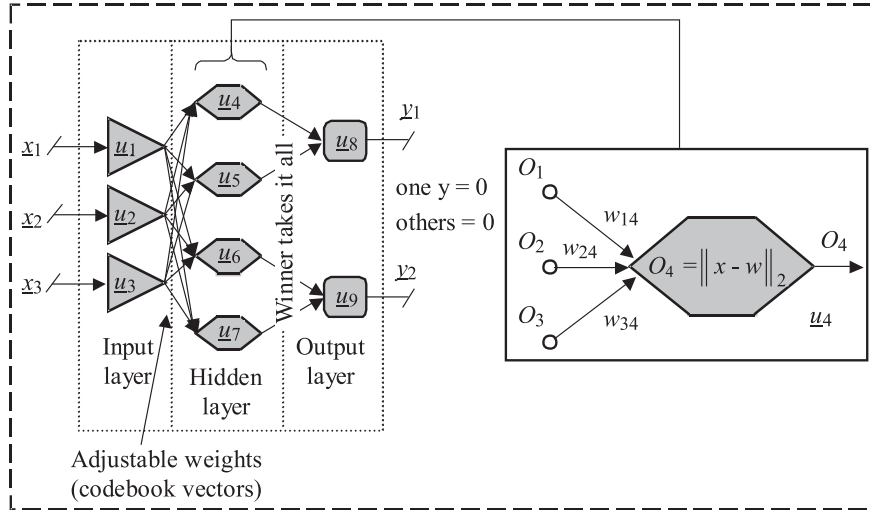 x1
x2
x3
u1
u2
u3
u4
u5
u6
u7
Winner takes it all
u8
u9
y1
y2
one y = 0
others = 0
Input
layer
Hidden
layer
Output
layer
Adjustable weights
(codebook vectors)
O1
O2
O3
w14
w24
w34
O4 = || x - w ||2
O4
u4